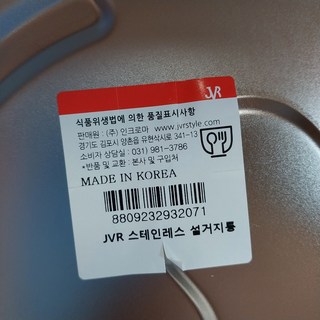 JVR
식품위생법에 의한 품질표시사항
판매원 : (주) 인크로마 www.jvrstyle.com
경기도 김포시 양촌읍 유현삭시로 341-13
소비자 상담실 : 031) 981-3786
*반품 및 교환 : 본사 및 구입처
MADE IN KOREA
8809232932071
JVR 스테인레스 설거지통